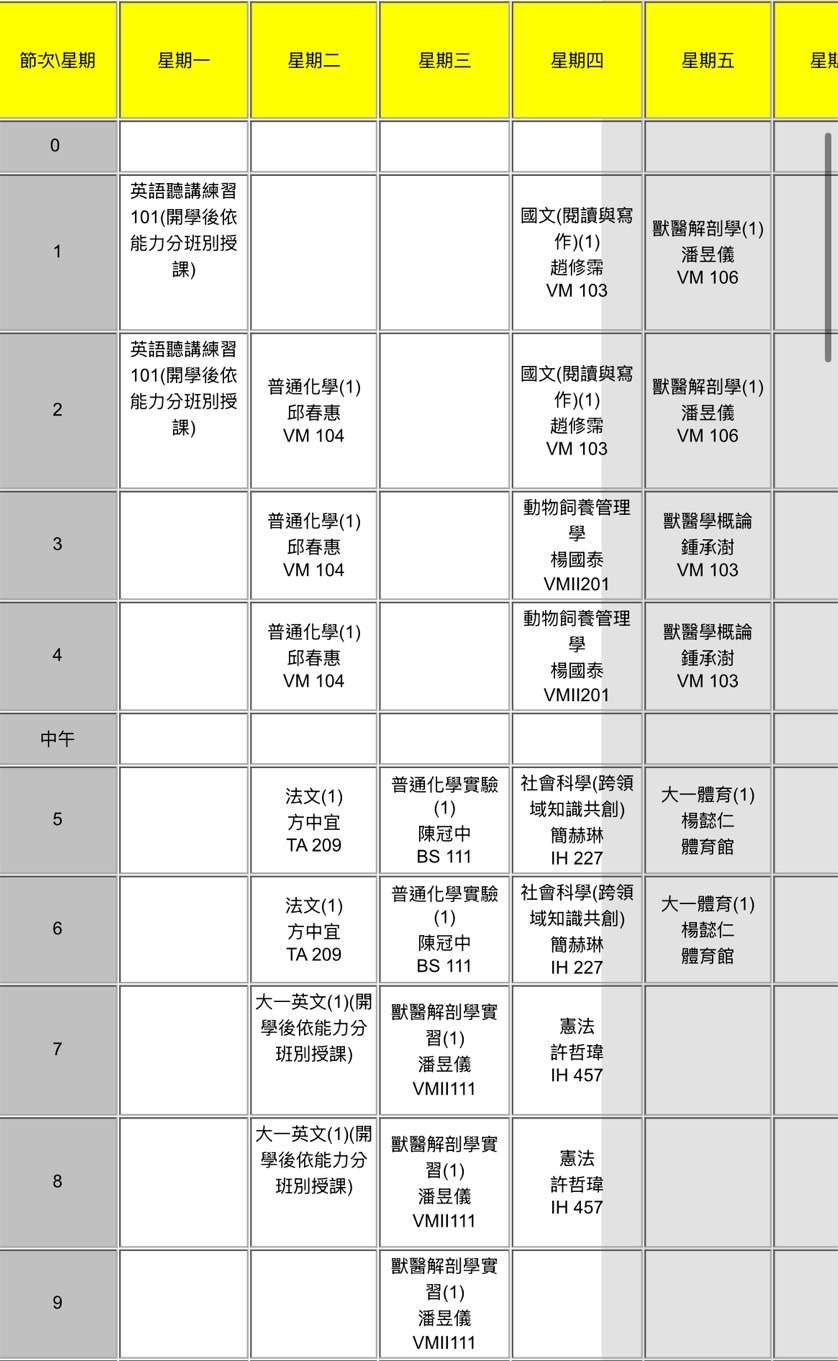 節次\星期 星期一 星期二 星期三 星期四 星期五
0
1
英語聽講練習
101(開學後依
能力分班別授
課)
國文(閱讀與寫
作)(1)
趙修霈
VM 103
獸醫解剖學(1)
潘昱儀
VM 106
2
英語聽講練習
101(開學後依
能力分班別授
課)
普通化學(1)
邱春惠
VM 104
國文(閱讀與寫
作)(1)
趙修霈
VM 103
獸醫解剖學(1)
潘昱儀
VM 106
3
普通化學(1)
邱春惠
VM 104
動物飼養管理
學
楊國泰
VMII201
獸醫學概論
鍾承澍
VM 103
4
普通化學(1)
邱春惠
VM 104
動物飼養管理
學
楊國泰
VMII201
獸醫學概論
鍾承澍
VM 103
中午
5
法文(1)
方中宜
TA 209
普通化學實驗
(1)
陳冠中
BS 111
社會科學(跨領
域知識共創)
簡赫琳
IH 227
大一體育(1)
楊懿仁
體育館
6
法文(1)
方中宜
TA 209
普通化學實驗
(1)
陳冠中
BS 111
社會科學(跨領
域知識共創)
簡赫琳
IH 227
大一體育(1)
楊懿仁
體育館
7
大一英文(1)(開
學後依能力分
班別授課)
獸醫解剖學實
習(1)
潘昱儀
VMII111
憲法
許哲瑋
IH 457
8
大一英文(1)(開
學後依能力分
班別授課)
獸醫解剖學實
習(1)
潘昱儀
VMII111
憲法
許哲瑋
IH 457
9
獸醫解剖學實
習(1)
潘昱儀
VMII111